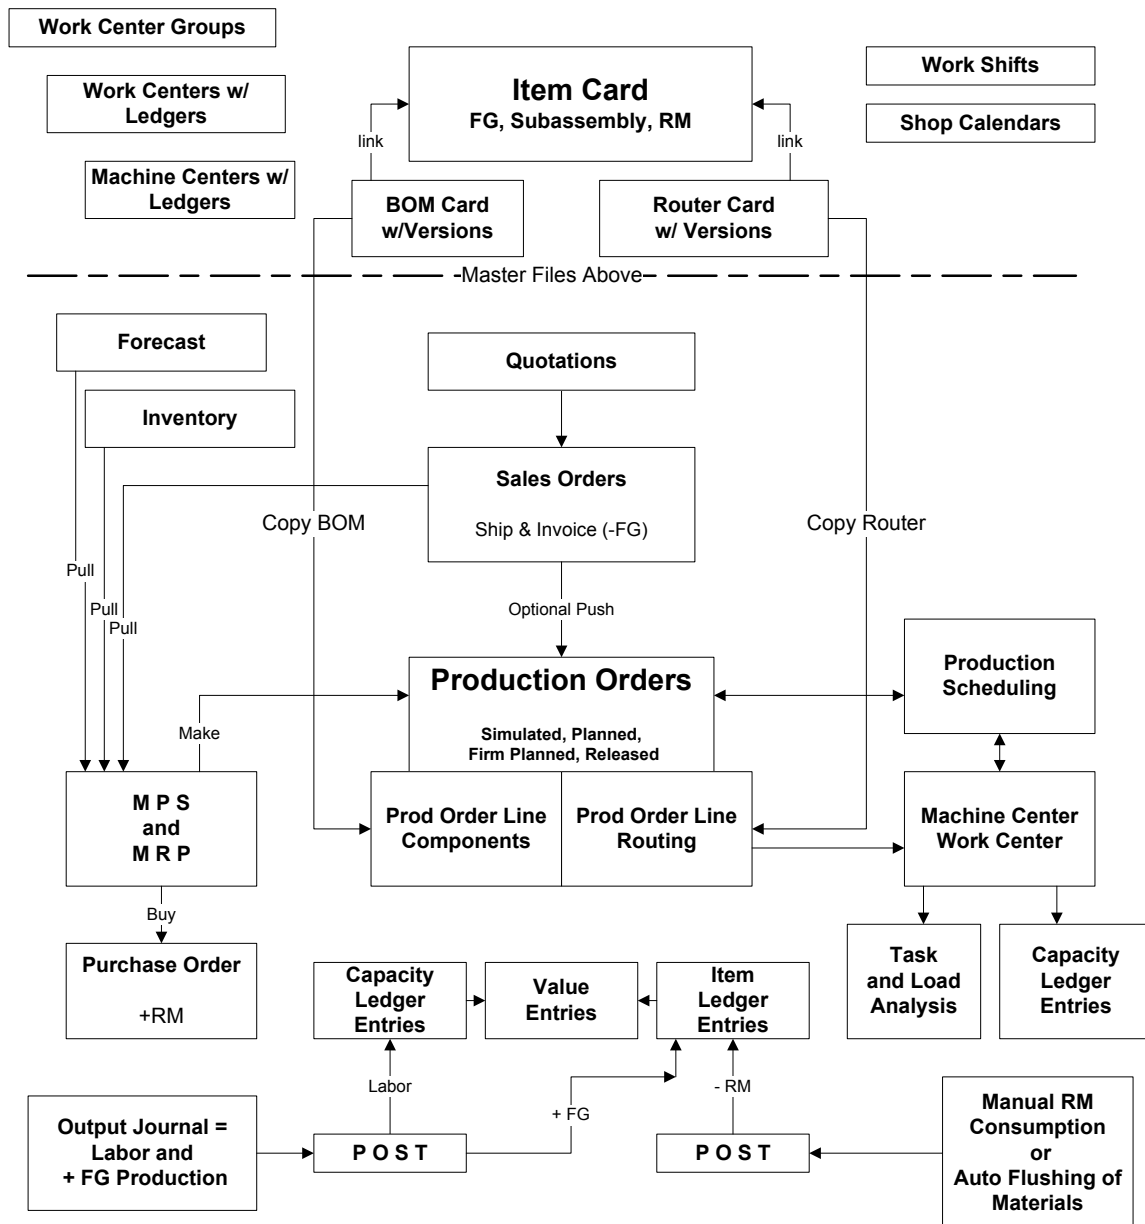 Work Center Groups
Work Centers w/
Ledgers
Machine Centers w/
Ledgers
Item Card
FG, Subassembly, RM
Work Shifts
Shop Calendars
link
link
BOM Card
w/Versions
Router Card
w/ Versions
Master Files Above
Forecast
Inventory
Quotations
Sales Orders
Ship & Invoice (-FG)
Copy BOM
Copy Router
Pull
Pull
Pull
Optional Push
Production Orders
Simulated, Planned,
Firm Planned, Released
Production
Scheduling
Make
M P S
and
M R P
Prod Order Line
Components
Prod Order Line
Routing
Machine Center
Work Center
Buy
Purchase Order
+RM
Capacity
Ledger
Entries
Value
Entries
Item
Ledger
Entries
Task
and Load
Analysis
Capacity
Ledger
Entries
Labor
+ FG
- RM
Output Journal =
Labor and
+ FG Production
P O S T
P O S T
Manual RM
Consumption
or
Auto Flushing of
Materials